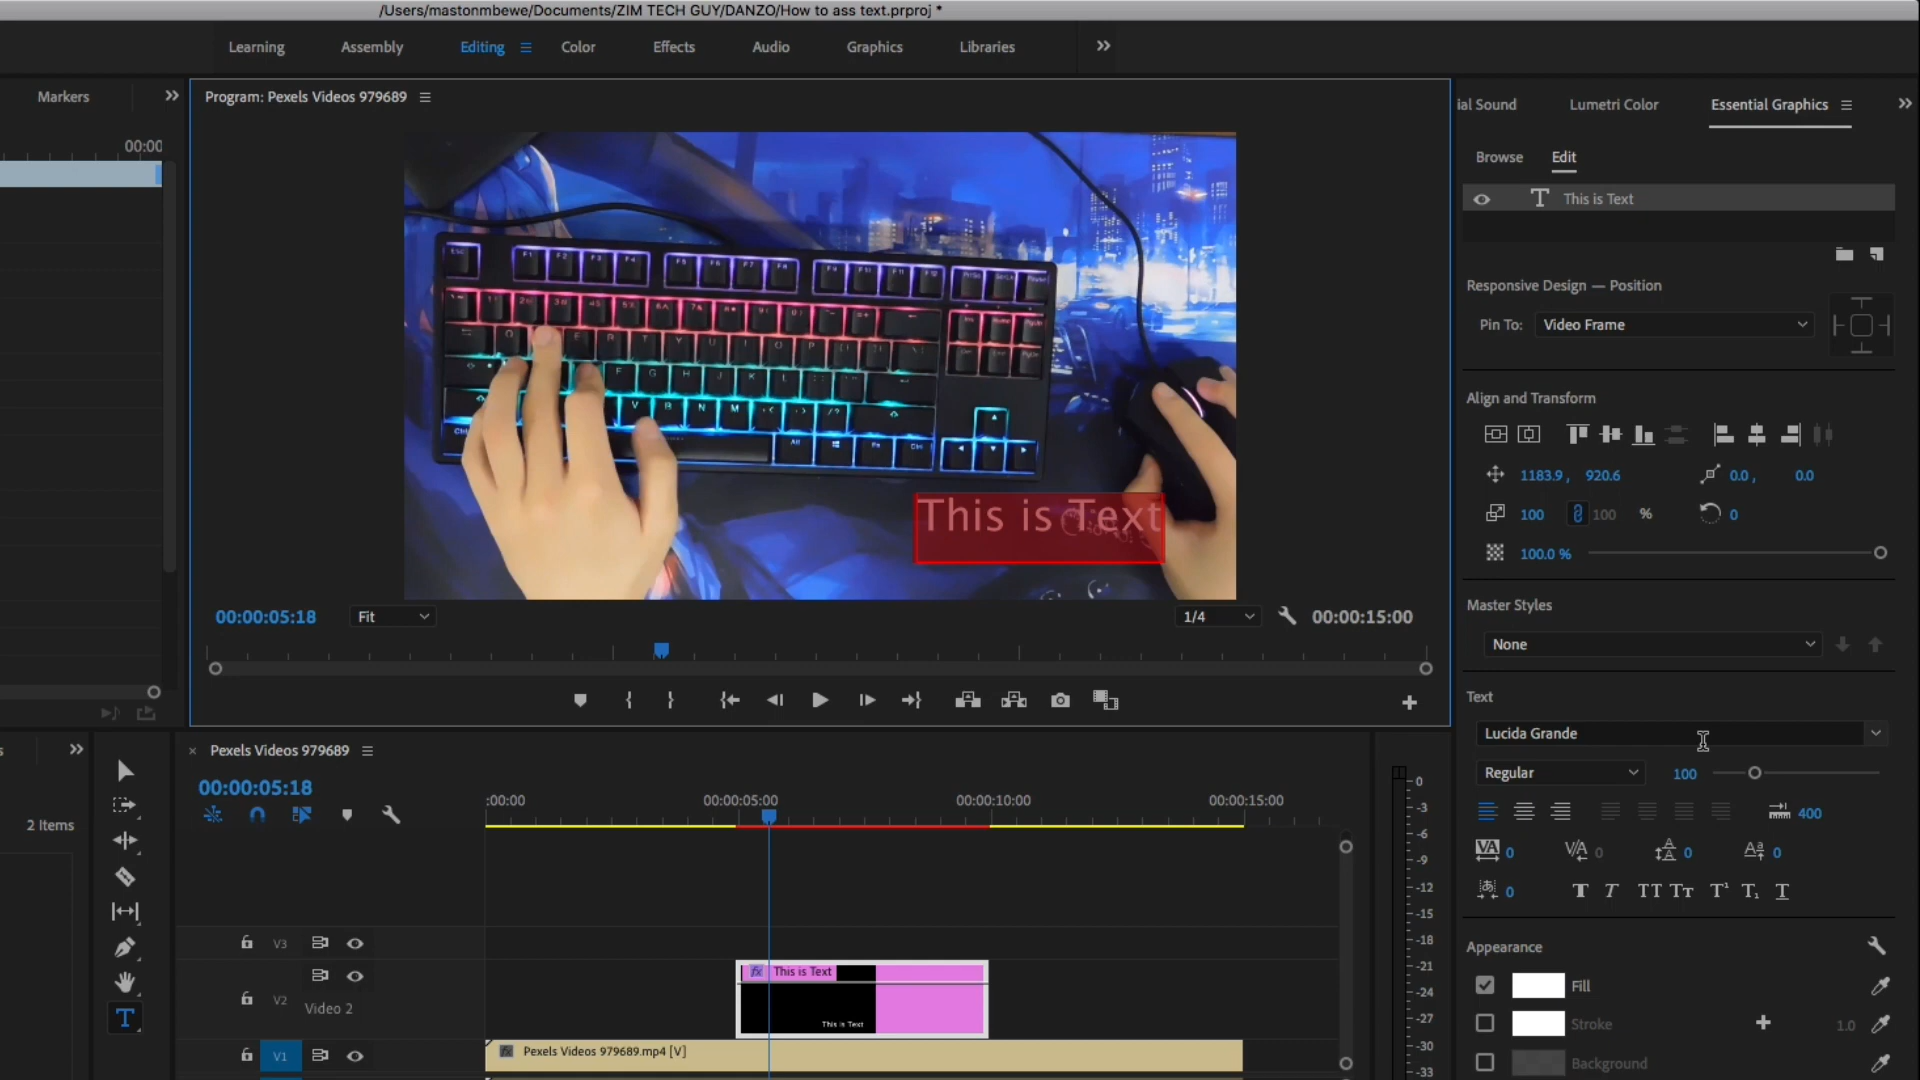 /Users/mastonmbewe/Documents/ZIM TECH GUY/DANZO/How to ass text.prproj *
Learning Assembly Editing Color Effects Audio Graphics Libraries
Markers
00:00
Program: Pexels Videos 979689
This is Text
00:00:05:18 Fit 1/4 00:00:15:00
ial Sound Lumetri Color Essential Graphics
Browse Edit
This is Text
Responsive Design — Position
Pin To: Video Frame
Align and Transform
1183.9 , 920.6 0.0 , 0.0
100 100 % 0
100.0 %
Master Styles
None
Text
Lucida Grande
Regular 100
400
0 0 0 0
0
Appearance
Fill
Stroke 1.0
Background
s
2 Items
Pexels Videos 979689
00:00:05:18
:00:00 00:00:05:00 00:00:10:00 00:00:15:00
V3
V2 Video 2
fx This is Text
This is Text
V1 fx Pexels Videos 979689.mp4 [V]
0
-3
-6
-9
-12
-15
-18
-21
-24
-27
-30
-33